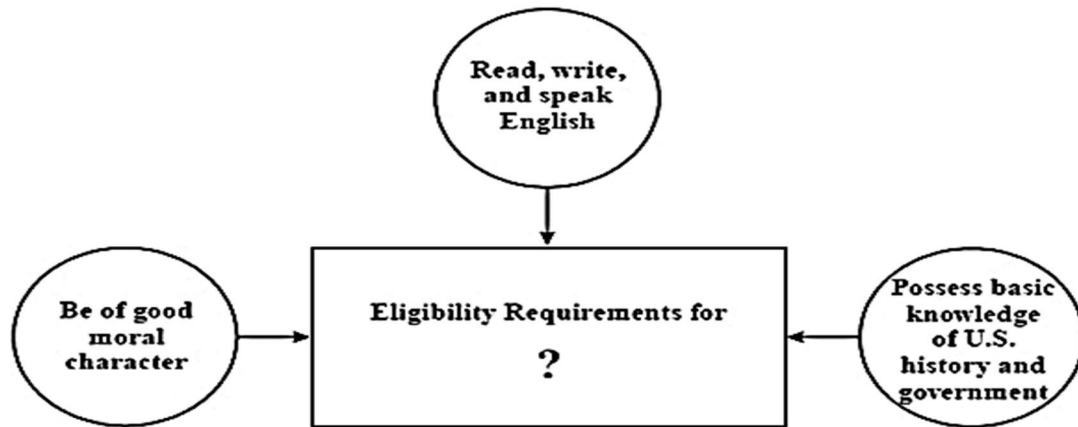 Read, write,
and speak
English
Be of good
moral
character
Eligibility Requirements for
?
Possess basic
knowledge
of U.S.
history and
government